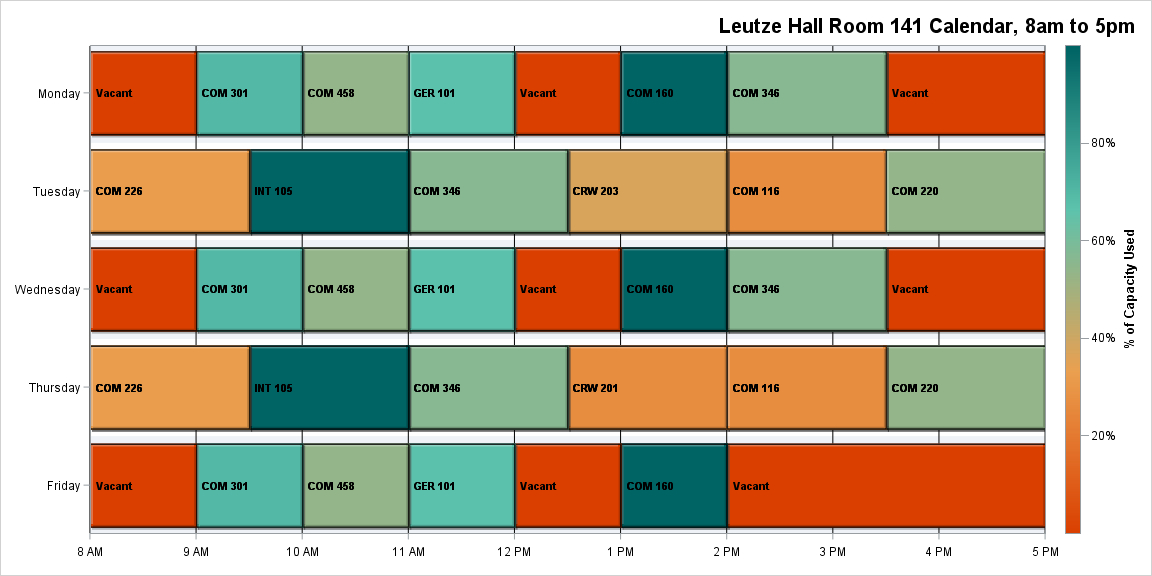 Leutze Hall Room 141 Calendar, 8am to 5pm
Monday
Vacant
COM 301
COM 458
GER 101
Vacant
COM 160
COM 346
Vacant
Tuesday
COM 226
INT 105
COM 346
CRW 203
COM 116
COM 220
Wednesday
Vacant
COM 301
COM 458
GER 101
Vacant
COM 160
COM 346
Vacant
Thursday
COM 226
INT 105
COM 346
CRW 201
COM 116
COM 220
Friday
Vacant
COM 301
COM 458
GER 101
Vacant
COM 160
Vacant
8 AM
9 AM
10 AM
11 AM
12 PM
1 PM
2 PM
3 PM
4 PM
5 PM
80%
60%
40%
20%
% of Capacity Used